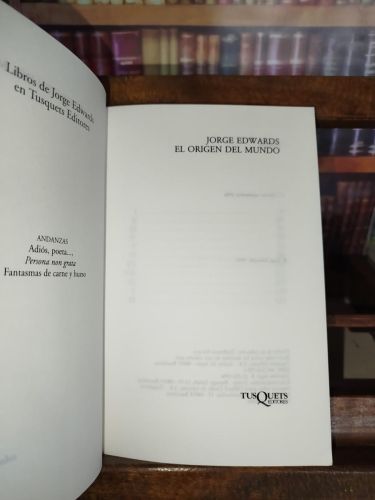 Libros de Jorge Edwards
en Tusquets Editores
ANDANZAS
Adiós, poeta...
Persona non grata
Fantasmas de carne y hueso
JORGE EDWARDS
EL ORIGEN DEL MUNDO
TUSQUETS
EDITORES